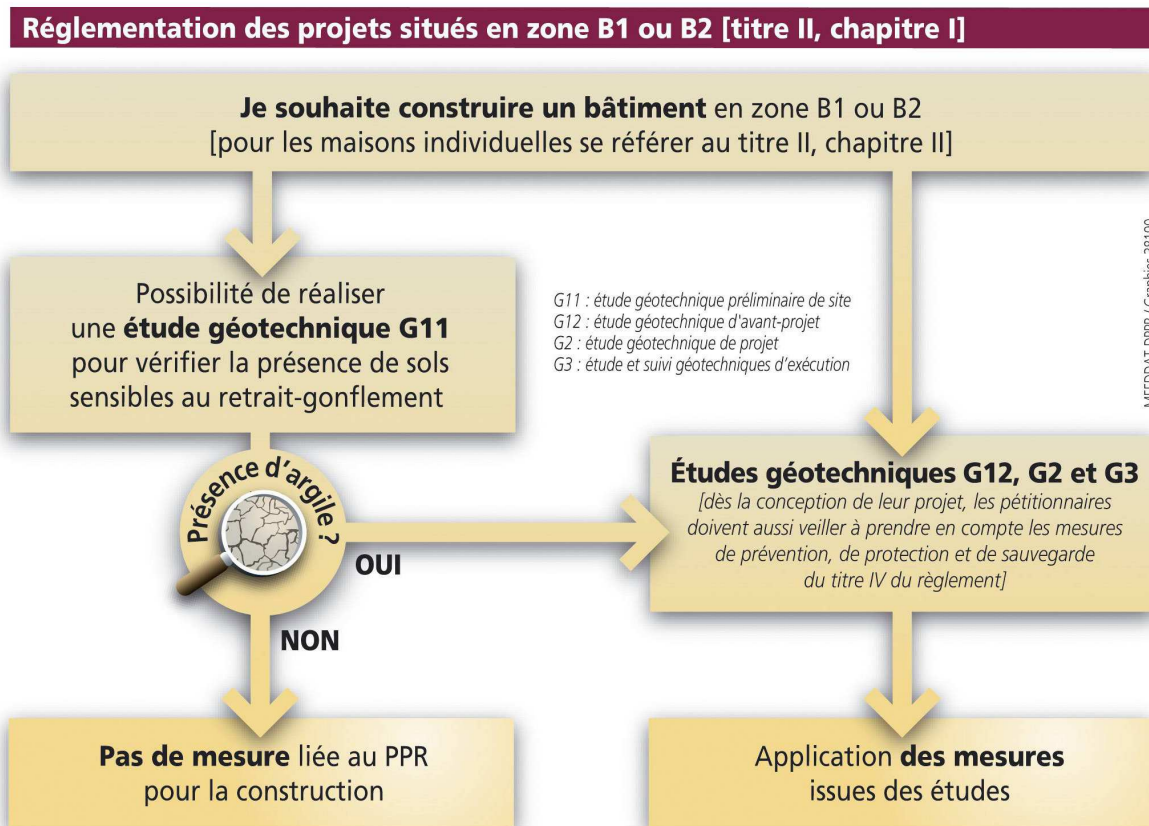 Réglementation des projets situés en zone B1 ou B2 [titre II, chapitre I]
Je souhaite construire un bâtiment en zone B1 ou B2
[pour les maisons individuelles se référer au titre II, chapitre II]
Possibilité de réaliser
une étude géotechnique G11
pour vérifier la présence de sols
sensibles au retrait-gonflement
G11 : étude géotechnique préliminaire de site
G12 : étude géotechnique d'avant-projet
G2 : étude géotechnique de projet
G3 : étude et suivi géotechniques d’exécution
Présence d’argile ?
OUI
NON
Études géotechniques G12, G2 et G3
[dès la conception de leur projet, les pétitionnaires
doivent aussi veiller à prendre en compte les mesures
de prévention, de protection et de sauvegarde
du titre IV du règlement]
Pas de mesure liée au PPR
pour la construction
Application des mesures
issues des études